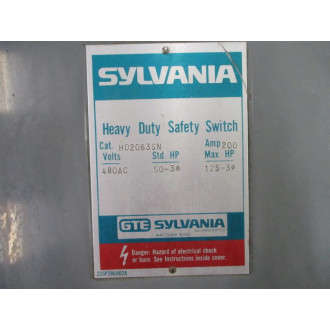 SYLVANIA
Heavy Duty Safety Switch
Cat. HD2063SN Amp 200
Volts Std. HP Max. HP
480AC 50-3ø 125-3ø
GTE SYLVANIA
Danger: Hazard of electrical shock
or burn. See Instructions inside cover.